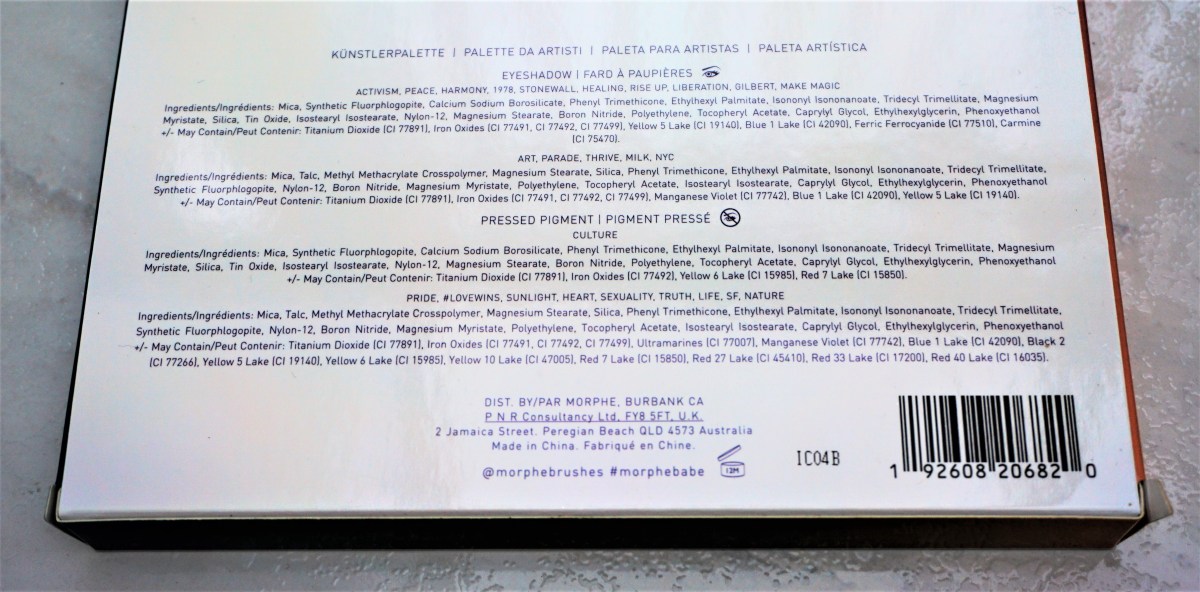 KÜNSTLERPALETTE | PALETTE DA ARTISTI | PALETA PARA ARTISTAS | PALETA ARTÍSTICA
EYESHADOW | FARD À PAUPIÈRES
ACTIVISM, PEACE, HARMONY, 1978, STONEWALL, HEALING, RISE UP, LIBERATION, GILBERT, MAKE MAGIC
Ingredients/Ingrédients: Mica, Synthetic Fluorphlogopite, Calcium Sodium Borosilicate, Phenyl Trimethicone, Ethylhexyl Palmitate, Isononyl Isononanoate, Tridecyl Trimellitate, Magnesium
Myristate, Silica, Tin Oxide, Isostearyl Isostearate, Nylon-12, Magnesium Stearate, Boron Nitride, Polyethylene, Tocopheryl Acetate, Caprylyl Glycol, Ethylhexylglycerin, Phenoxyethanol
+/- May Contain/Peut Contenir: Titanium Dioxide (CI 77891), Iron Oxides (CI 77491, CI 77492, CI 77499), Yellow 5 Lake (CI 19140), Blue 1 Lake (CI 42090), Ferric Ferrocyanide (CI 77510), Carmine
(CI 75470).
ART, PARADE, THRIVE, MILK, NYC
Ingredients/Ingrédients: Mica, Talc, Methyl Methacrylate Crosspolymer, Magnesium Stearate, Silica, Phenyl Trimethicone, Ethylhexyl Palmitate, Isononyl Isononanoate, Tridecyl Trimellitate,
Synthetic Fluorphlogopite, Nylon-12, Boron Nitride, Magnesium Myristate, Polyethylene, Tocopheryl Acetate, Isostearyl Isostearate, Caprylyl Glycol, Ethylhexylglycerin, Phenoxyethanol
+/- May Contain/Peut Contenir: Titanium Dioxide (CI 77891), Iron Oxides (CI 77491, CI 77492, CI 77499), Manganese Violet (CI 77742), Blue 1 Lake (CI 42090), Yellow 5 Lake (CI 19140).
PRESSED PIGMENT | PIGMENT PRESSÉ
CULTURE
Ingredients/Ingrédients: Mica, Synthetic Fluorphlogopite, Calcium Sodium Borosilicate, Phenyl Trimethicone, Ethylhexyl Palmitate, Isononyl Isononanoate, Tridecyl Trimellitate, Magnesium
Myristate, Silica, Tin Oxide, Isostearyl Isostearate, Nylon-12, Magnesium Stearate, Boron Nitride, Polyethylene, Tocopheryl Acetate, Caprylyl Glycol, Ethylhexylglycerin, Phenoxyethanol
+/- May Contain/Peut Contenir: Titanium Dioxide (CI 77891), Iron Oxides (CI 77492), Yellow 6 Lake (CI 15985), Red 7 Lake (CI 15850).
PRIDE, #LOVEWINS, SUNLIGHT, HEART, SEXUALITY, TRUTH, LIFE, SF, NATURE
Ingredients/Ingrédients: Mica, Talc, Methyl Methacrylate Crosspolymer, Magnesium Stearate, Silica, Phenyl Trimethicone, Ethylhexyl Palmitate, Isononyl Isononanoate, Tridecyl Trimellitate,
Synthetic Fluorphlogopite, Nylon-12, Boron Nitride, Magnesium Myristate, Polyethylene, Tocopheryl Acetate, Isostearyl Isostearate, Caprylyl Glycol, Ethylhexylglycerin, Phenoxyethanol
+/- May Contain/Peut Contenir: Titanium Dioxide (CI 77891), Iron Oxides (CI 77491, CI 77492, CI 77499), Ultramarines (CI 77007), Manganese Violet (CI 77742), Blue 1 Lake (CI 42090), Black 2
(CI 77266), Yellow 5 Lake (CI 19140), Yellow 6 Lake (CI 15985), Yellow 10 Lake (CI 47005), Red 7 Lake (CI 15850), Red 27 Lake (CI 45410), Red 33 Lake (CI 17200), Red 40 Lake (CI 16035).
DIST. BY/PAR MORPHE, BURBANK CA
P N R Consultancy Ltd, FY8 5FT, U.K.
2 Jamaica Street. Peregian Beach QLD 4573 Australia
Made in China. Fabriqué en Chine.
@morphebrushes #morphebabe
12M
IC04B
1 92608 20682 0